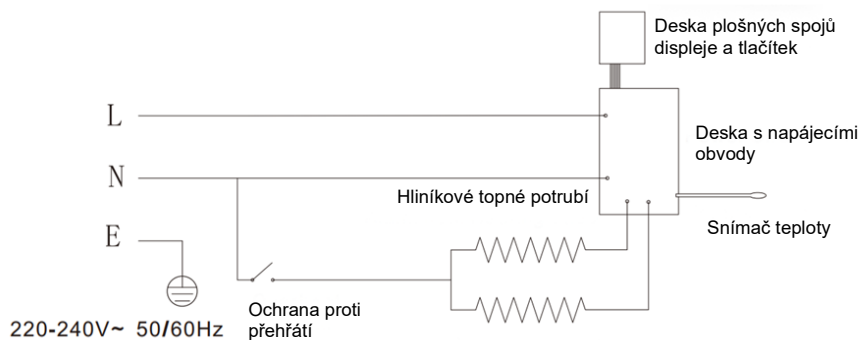 Deska plošných spojů
displeje a tlačítek
L
Deska s napájecími
obvody
N
Hliníkové topné potrubí
Snímač teploty
E
Ochrana proti
přehřátí
220-240V~ 50/60Hz